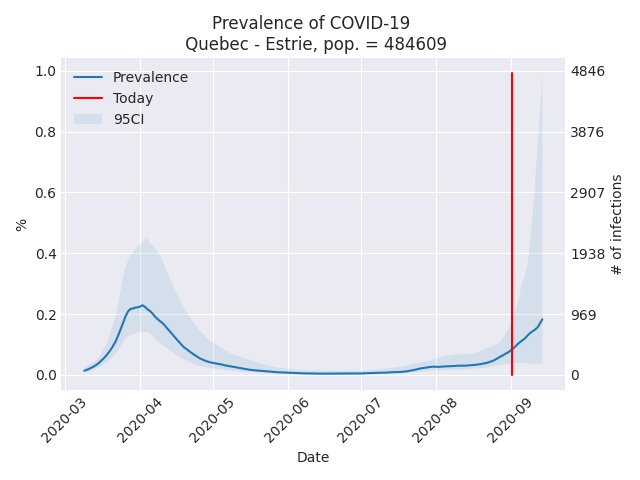 Prevalence of COVID-19
Quebec - Estrie, pop. = 484609
Prevalence
Today
95CI
1.0
0.8
0.6
0.4
0.2
0.0
%
4846
3876
2907
1938
969
0
# of infections
2020-03
2020-04
2020-05
2020-06
2020-07
2020-08
2020-09
Date